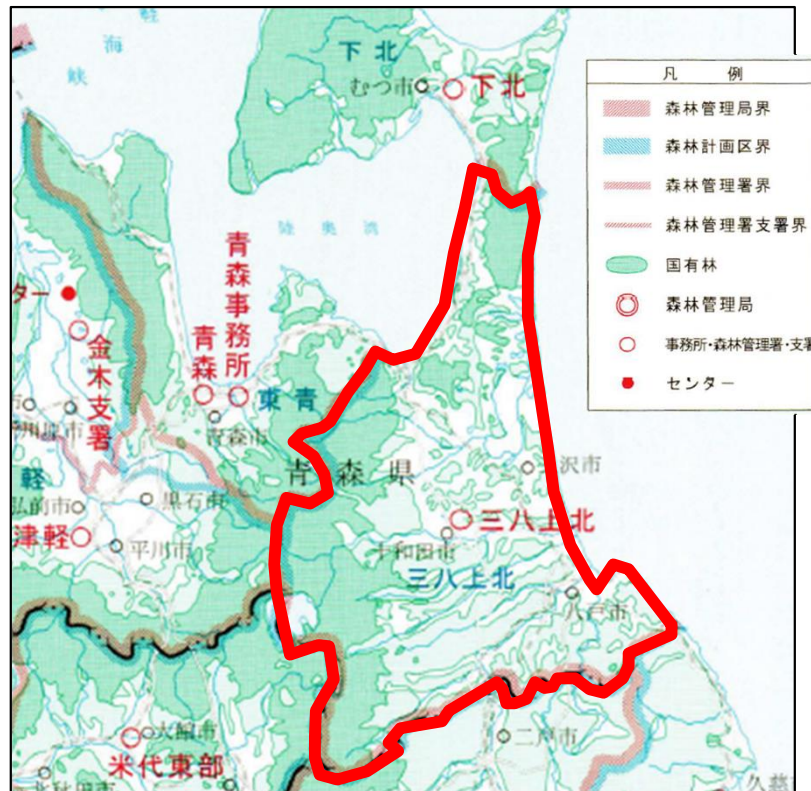 海
峡
下北
むつ市
下北
陸奥湾
青森事務所
青森
ター
金木支署
東青
青森市
青森県
軽
弘前市
黒石市
津軽
平川市
沢市
三八上北
十和田市
三八上北
八戸市
大館市
米代東部
二戸市
久慈
凡 例
森林管理局界
森林計画区界
森林管理署界
森林管理署支署界
国有林
森林管理局
事務所・森林管理署・支署
センター